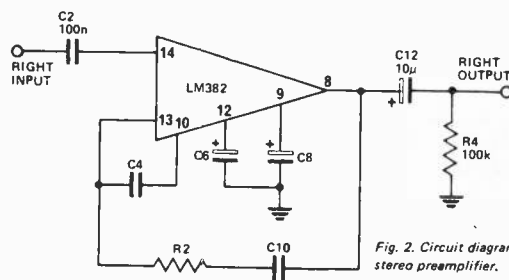 C2
100n
RIGHT
INPUT
14
LM382
13
10
12
9
8
C12
10µ
+
RIGHT
OUTPUT
+
C6
+
C8
C4
R4
100k
R2
C10
Fig. 2. Circuit diagram
stereo preamplifier.